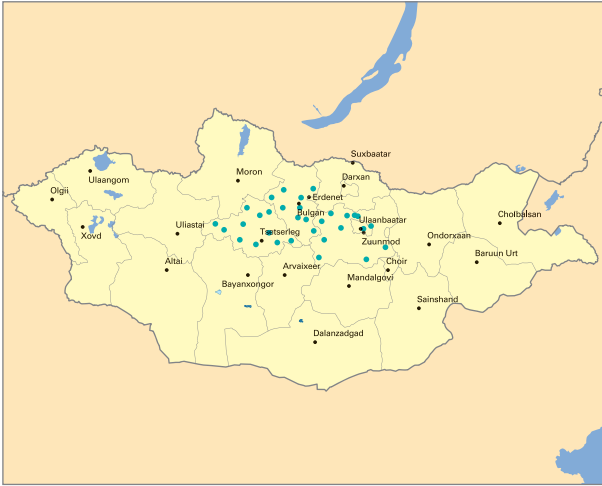 Suxbaatar
Moron
Darxan
Ulaangom
Olgii
Erdenet
Bulgan
Cholbalsan
Uliastai
Ulaanbaatar
Xovd
Tsetserleg
Zuunmod
Ondorxaan
Baruun Urt
Altai
Arvaixeer
Choir
Bayanxongor
Mandalgovi
Sainshand
Dalanzadgad